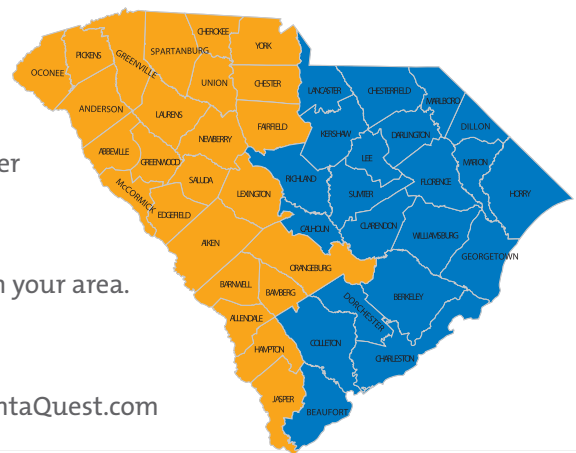 CHEROKEE
YORK
SPARTANBURG
GREENVILLE
PICKENS
OCONEE
UNION
CHESTER
LANCASTER
CHESTERFIELD
MARLBORO
ANDERSON
LAURENS
FAIRFIELD
KERSHAW
DARLINGTON
DILLON
NEWBERRY
ABBEVILLE
GREENWOOD
LEE
MARION
er
SALUDA
RICHLAND
FLORENCE
HORRY
McCORMICK
LEXINGTON
SUMTER
EDGEFIELD
CALHOUN
CLARENDON
WILLIAMSBURG
AIKEN
GEORGETOWN
ORANGEBURG
n your area.
BARNWELL
BAMBERG
DORCHESTER
BERKELEY
ALLENDALE
HAMPTON
COLLETON
CHARLESTON
JASPER
BEAUFORT
ntaQuest.com